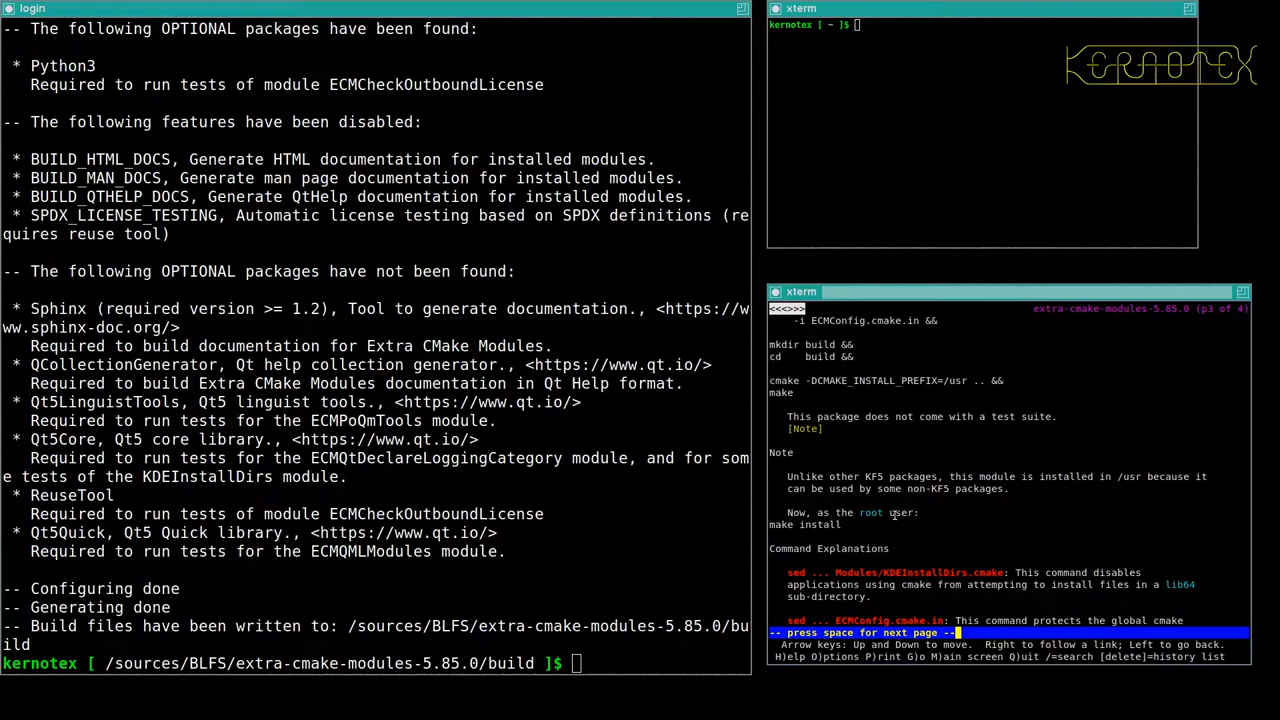 login
-- The following OPTIONAL packages have been found:
* Python3
Required to run tests of module ECMCheckOutboundLicense
-- The following features have been disabled:
* BUILD_HTML_DOCS, Generate HTML documentation for installed modules.
* BUILD_MAN_DOCS, Generate man page documentation for installed modules.
* BUILD_QTHELP_DOCS, Generate QtHelp documentation for installed modules.
* SPDX_LICENSE_TESTING, Automatic license testing based on SPDX definitions (re
quires reuse tool)
-- The following OPTIONAL packages have not been found:
* Sphinx (required version >= 1.2), Tool to generate documentation., <https://w
ww.sphinx-doc.org/>
Required to build documentation for Extra CMake Modules.
* QCollectionGenerator, Qt help collection generator., <https://www.qt.io/>
Required to build Extra CMake Modules documentation in Qt Help format.
* Qt5LinguistTools, Qt5 linguist tools., <https://www.qt.io/>
Required to run tests for the ECMPoQmTools module.
* Qt5Core, Qt5 core library., <https://www.qt.io/>
Required to run tests for the ECMQtDeclareLoggingCategory module, and for som
e tests of the KDEInstallDirs module.
* ReuseTool
Required to run tests of module ECMCheckOutboundLicense
* Qt5Quick, Qt5 Quick library., <https://www.qt.io/>
Required to run tests for the ECMQMLModules module.
-- Configuring done
-- Generating done
-- Build files have been written to: /sources/BLFS/extra-cmake-modules-5.85.0/bu
ild
kernotex [ /sources/BLFS/extra-cmake-modules-5.85.0/build ]$
xterm
kernotex [ ~ ]$
KERNOTEX
xterm
<<<>>> extra-cmake-modules-5.85.0 (p3 of 4)
-i ECMConfig.cmake.in &&
mkdir build &&
cd    build &&
cmake -DCMAKE_INSTALL_PREFIX=/usr .. &&
make
This package does not come with a test suite.
[Note]
Note
Unlike other KF5 packages, this module is installed in /usr because it
can be used by some non-KF5 packages.
Now, as the root user:
make install
Command Explanations
sed ... Modules/KDEInstallDirs.cmake: This command disables
applications using cmake from attempting to install files in a lib64
sub-directory.
sed ... ECMConfig.cmake.in: This command protects the global cmake
-- press space for next page --
Arrow keys: Up and Down to move.  Right to follow a link; Left to go back.
H)elp O)ptions P)rint G)o M)ain screen Q)uit /=search [delete]=history list